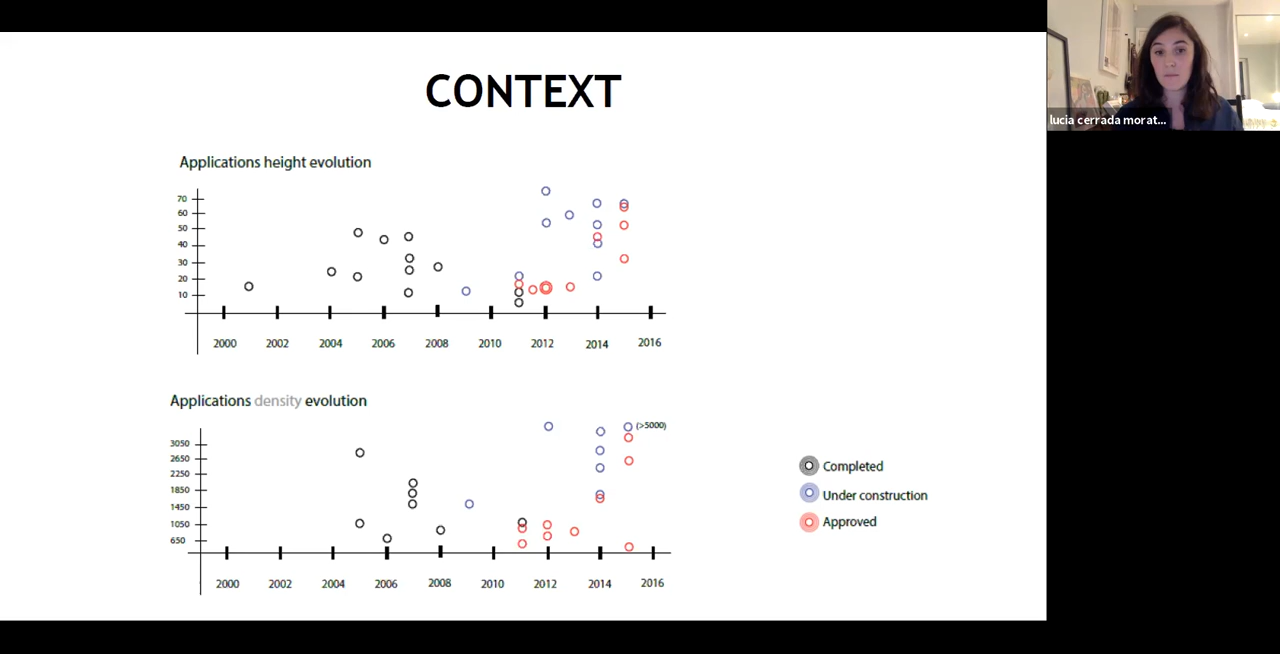 CONTEXT
lucia cerrada morat...
Applications height evolution
70
60
50
40
30
20
10
2000 2002 2004 2006 2008 2010 2012 2014 2016
Applications density evolution
(>5000)
3050
2650
2250
1850
1450
1050
650
2000 2002 2004 2006 2008 2010 2012 2014 2016
Completed
Under construction
Approved